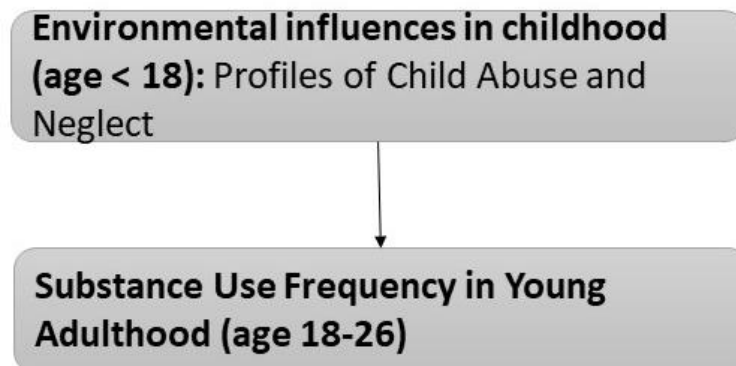 Environmental influences in childhood
(age < 18): Profiles of Child Abuse and
Neglect
Substance Use Frequency in Young
Adulthood (age 18-26)